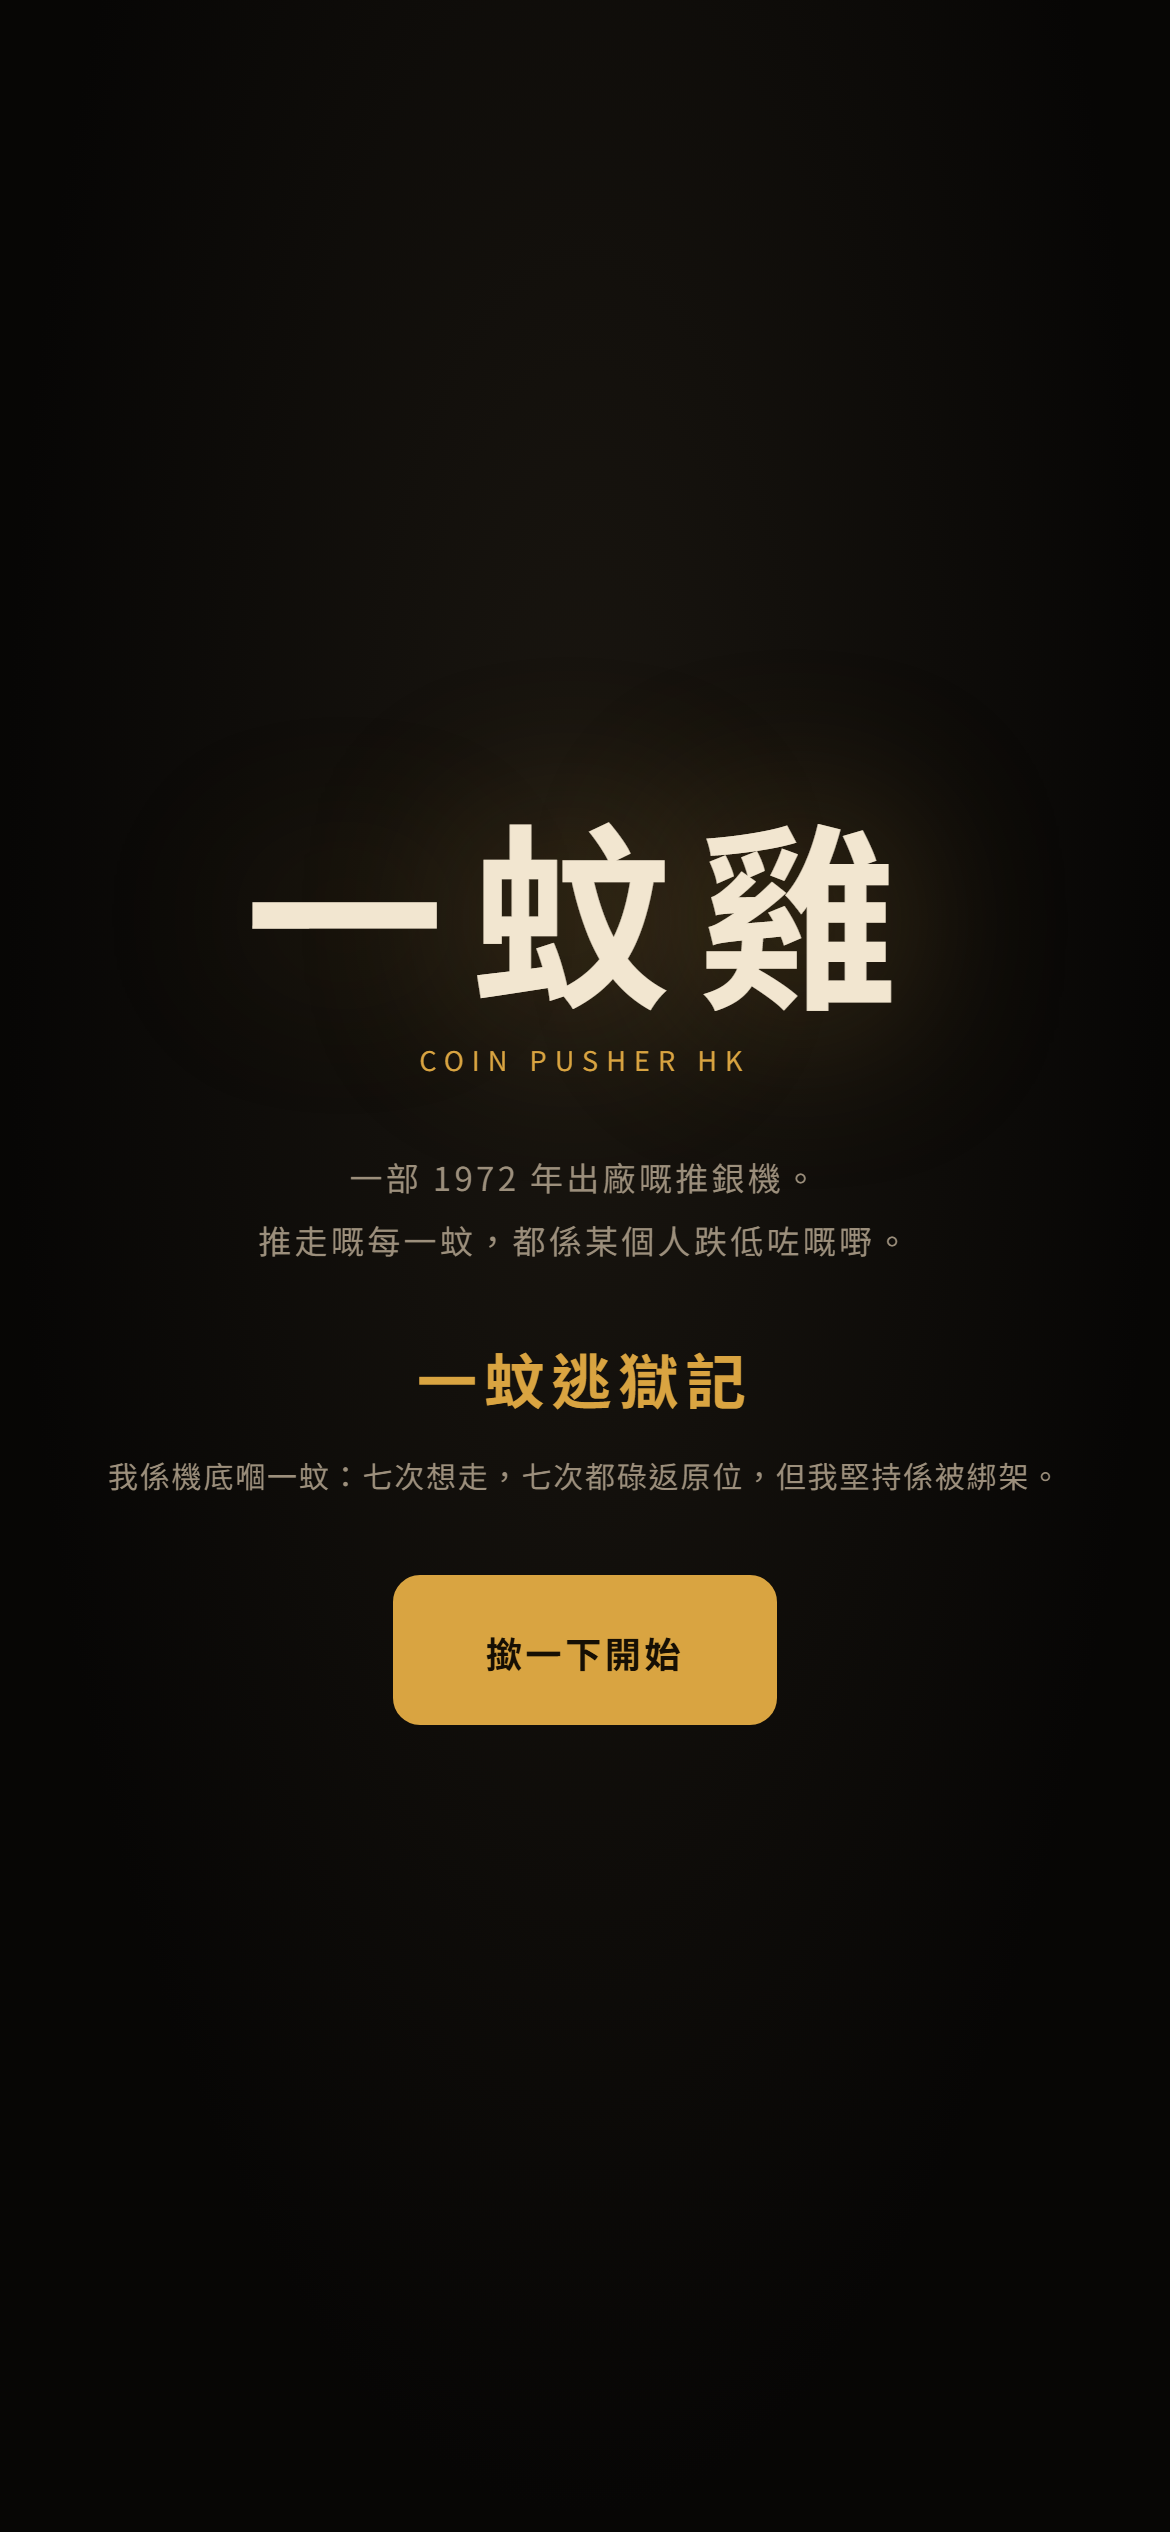 一蚊雞
COIN PUSHER HK
一部 1972 年出廠嘅推銀機。
推走嘅每一蚊，都係某個人跌低咗嘅嘢。
一蚊逃獄記
我係機底嗰一蚊：七次想走，七次都碌返原位，但我堅持係被綁架。
撳一下開始